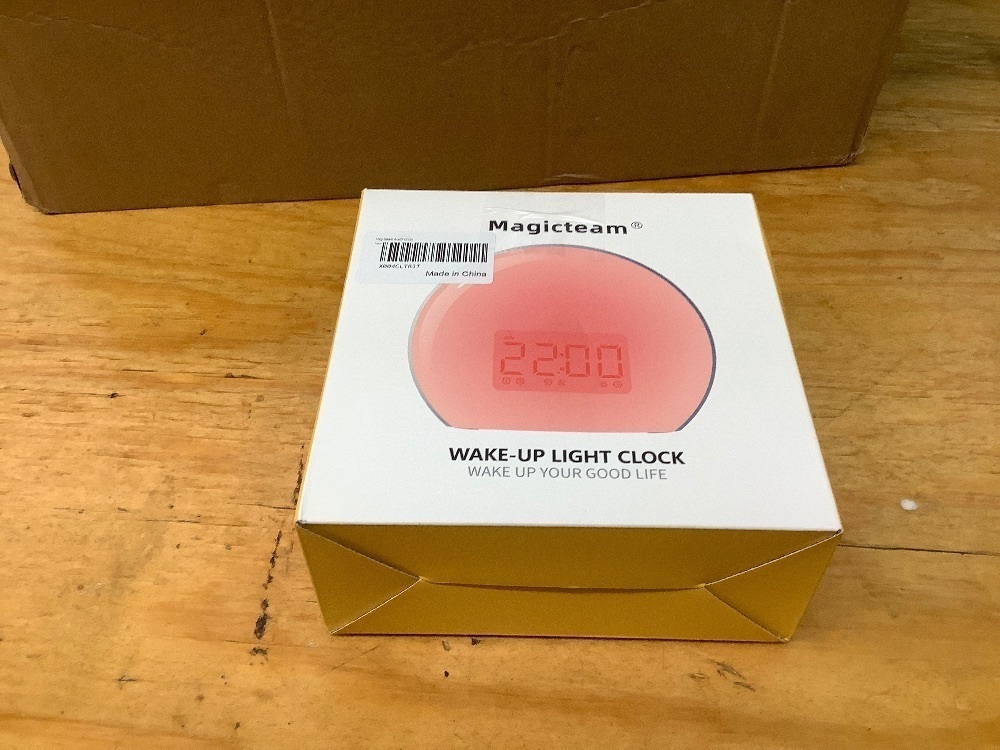 Magicteam®
Made in China
22:00
WAKE-UP LIGHT CLOCK
WAKE UP YOUR GOOD LIFE